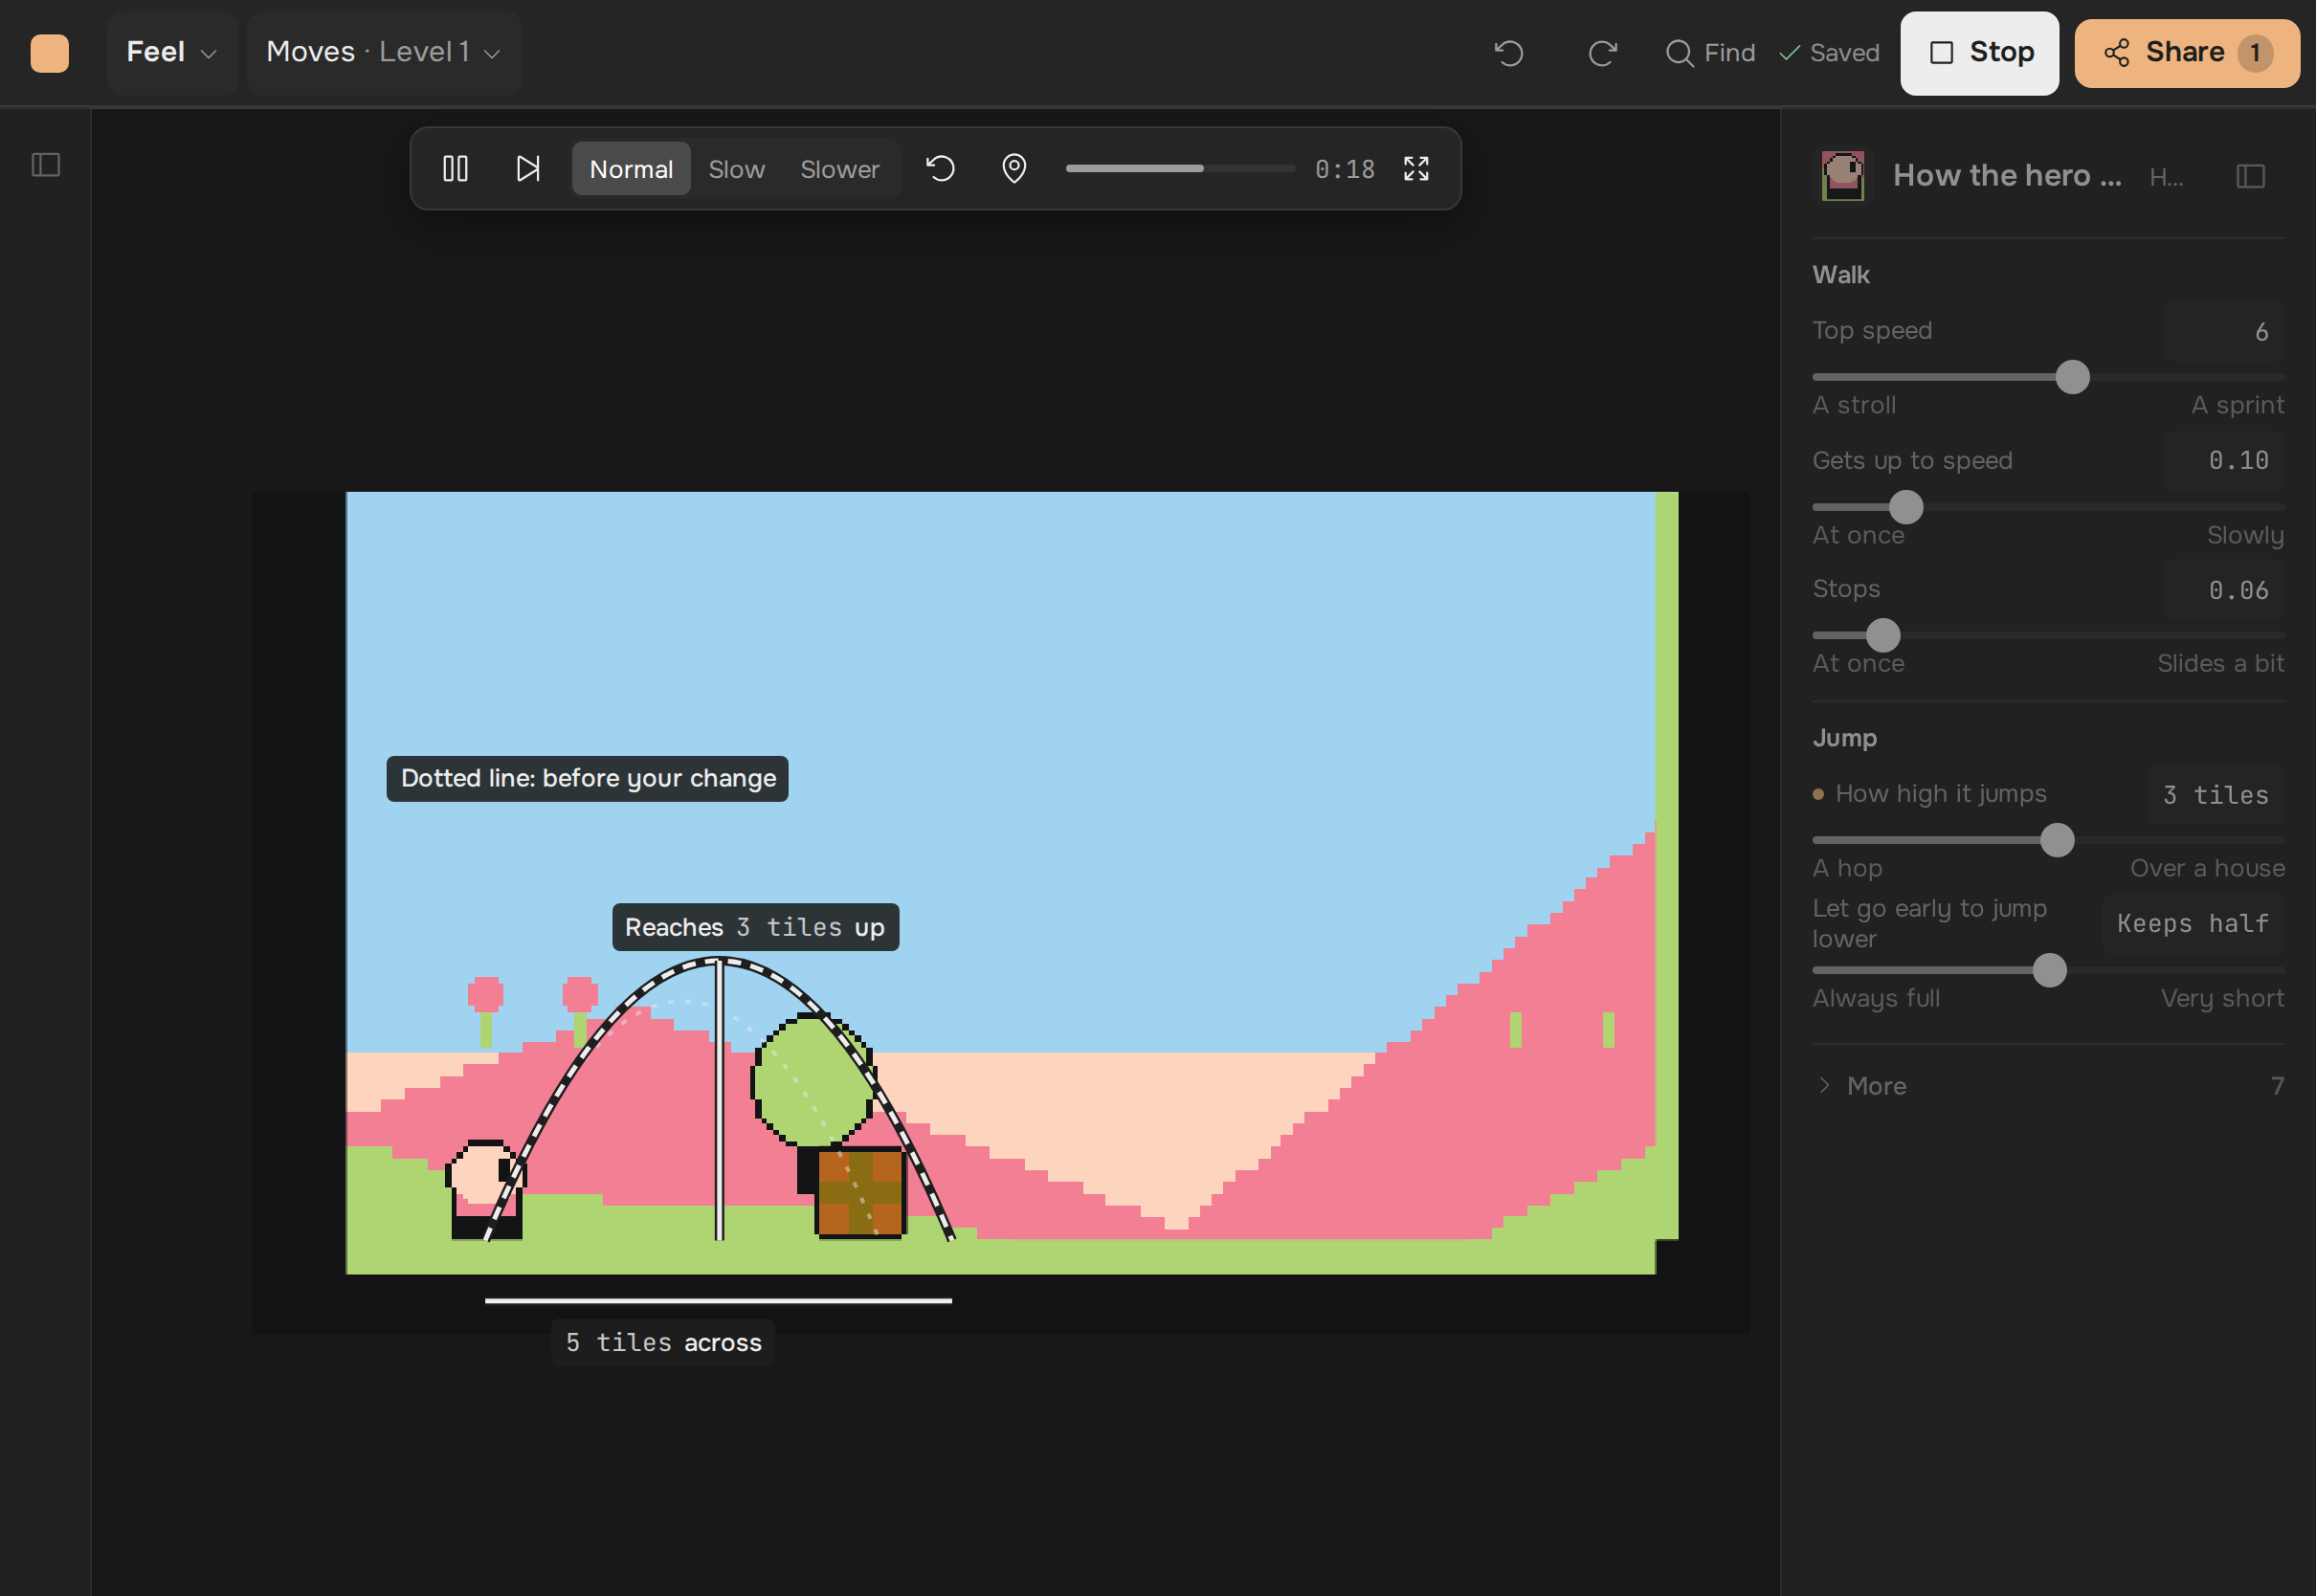 Feel
Moves · Level 1
Find
Saved
Stop
Share 1
Normal Slow Slower
0:18
How the hero ... H...
Walk
Top speed 6
A stroll A sprint
Gets up to speed 0.10
At once Slowly
Stops 0.06
At once Slides a bit
Jump
How high it jumps 3 tiles
A hop Over a house
Let go early to jump
lower
Keeps half
Always full Very short
More 7
Dotted line: before your change
Reaches 3 tiles up
5 tiles across